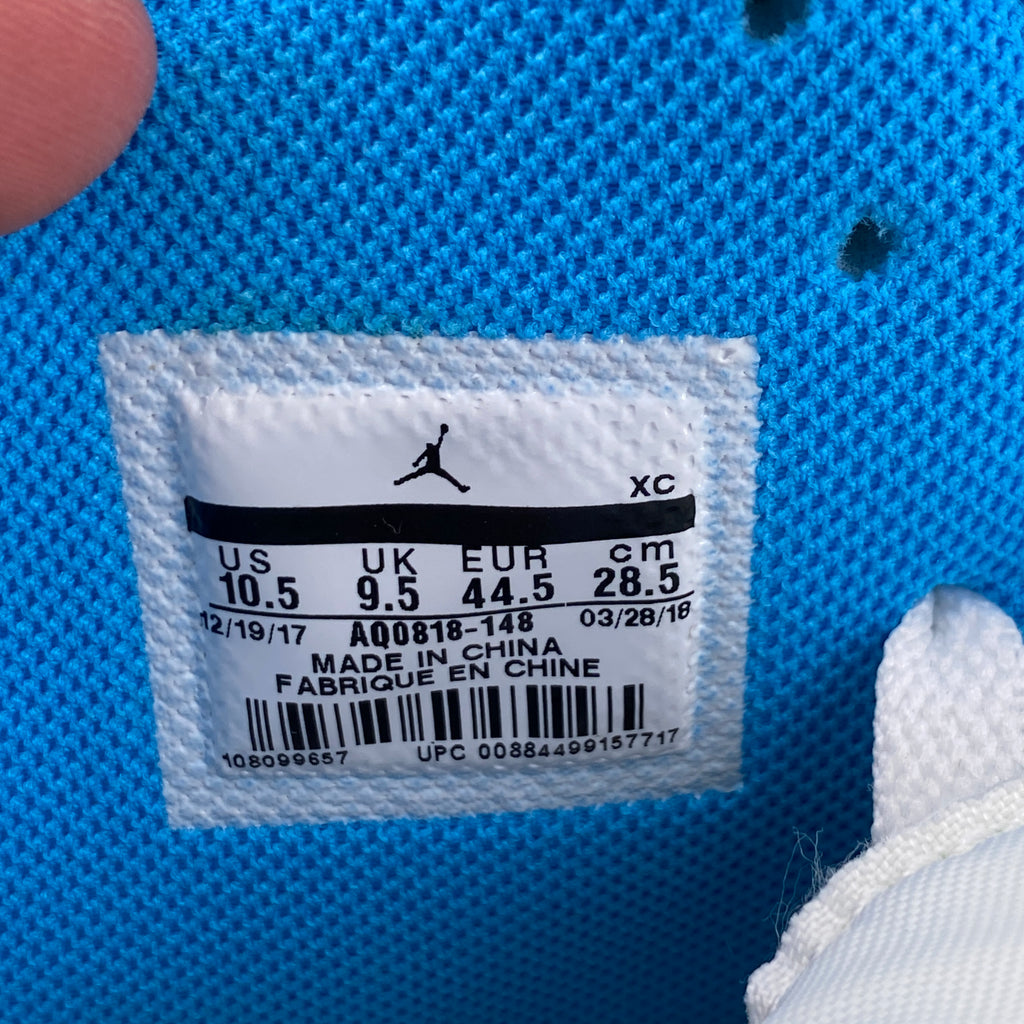 XC
US UK EUR cm
10.5 9.5 44.5 28.5
12/19/17 AQ0818-148 03/28/18
MADE IN CHINA
FABRIQUE EN CHINE
108099657 UPC 00884499157717